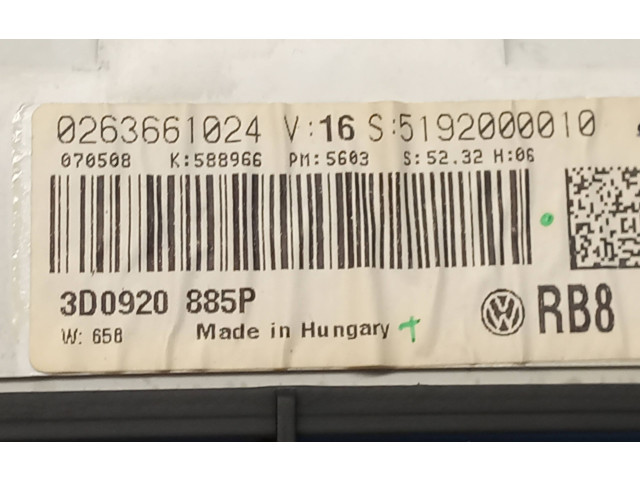 0263661024 V:16 S:5192000010
070508 K:588966 PM:5603 S:52.32 H:06
3D0920 885P
RB8
W: 658 Made in Hungary